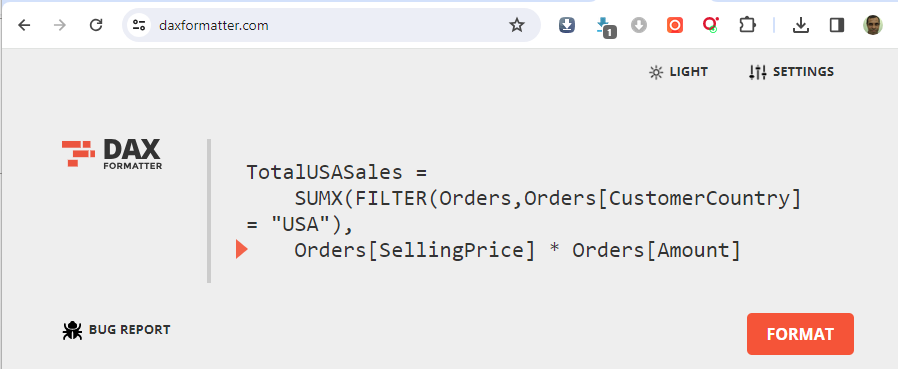 daxformatter.com
1
LIGHT
SETTINGS
DAX
FORMATTER
TotalUSASales =
SUMX(FILTER(Orders,Orders[CustomerCountry]
= "USA"),
Orders[SellingPrice] * Orders[Amount]
BUG REPORT
FORMAT